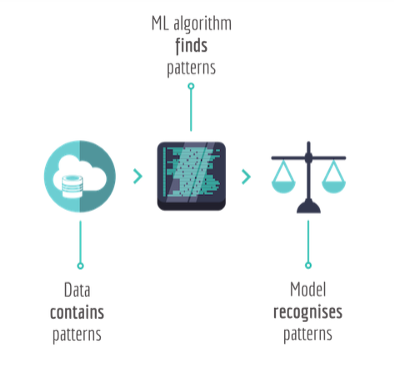 ML algorithm
finds
patterns
Data
contains
patterns
Model
recognises
patterns